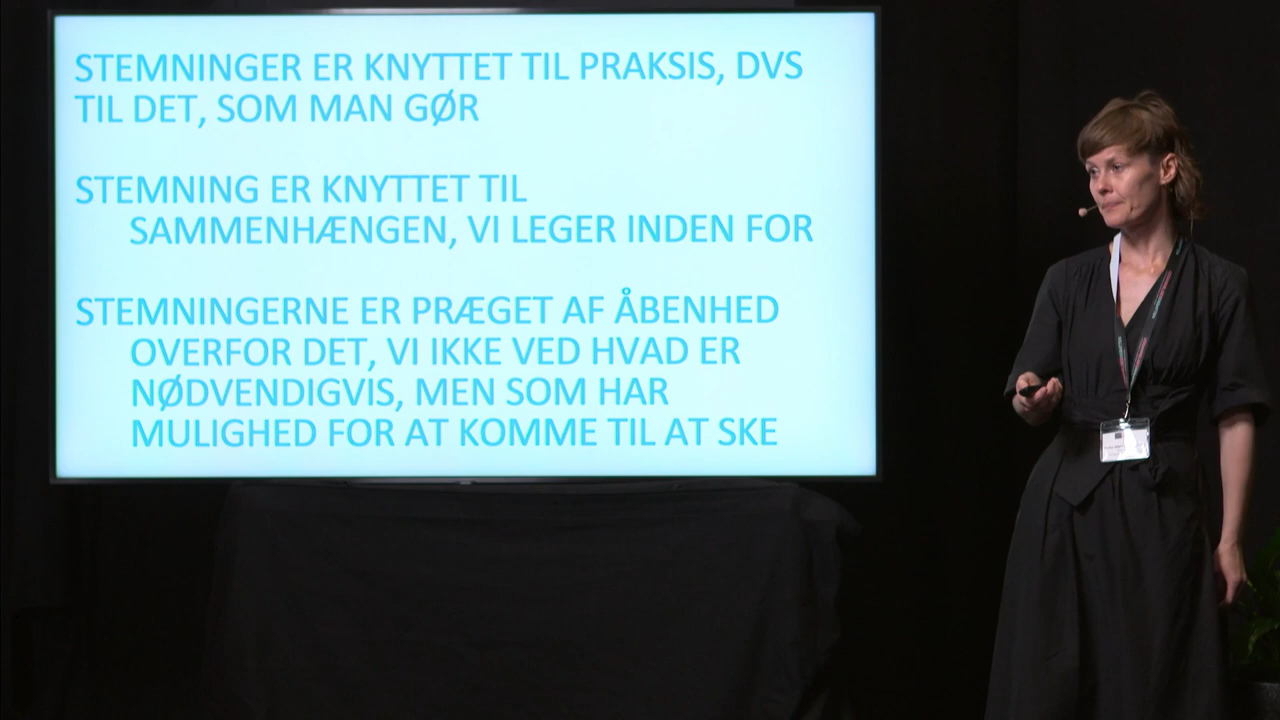 STEMNINGER ER KNYTTET TIL PRAKSIS, DVS
TIL DET, SOM MAN GØR
STEMNING ER KNYTTET TIL
SAMMENHÆNGEN, VI LEGER INDEN FOR
STEMNINGERNE ER PRÆGET AF ÅBENHED
OVERFOR DET, VI IKKE VED HVAD ER
NØDVENDIGVIS, MEN SOM HAR
MULIGHED FOR AT KOMME TIL AT SKE